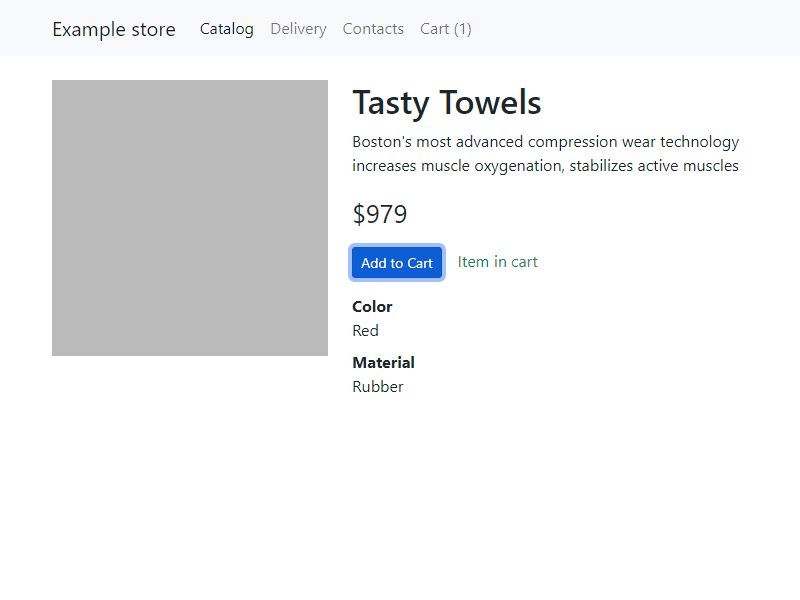 Example store Catalog Delivery Contacts Cart (1)
Tasty Towels
Boston's most advanced compression wear technology
increases muscle oxygenation, stabilizes active muscles
$979
Add to Cart Item in cart
Color
Red
Material
Rubber